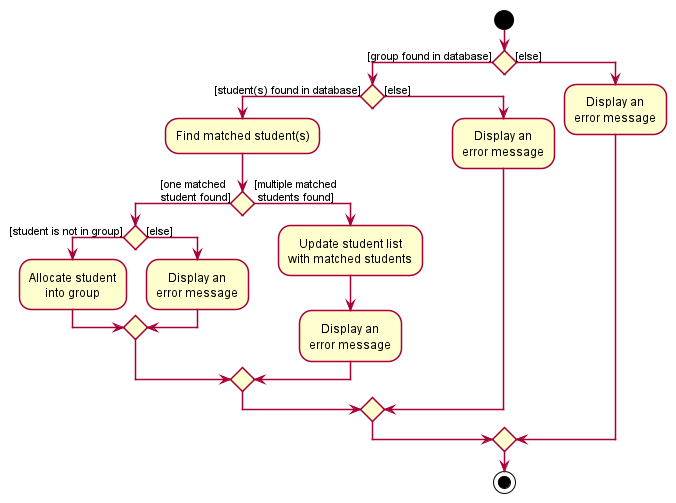 [group found in database]
[else]
[student(s) found in database]
[else]
Display an
error message
Find matched student(s)
Display an
error message
[one matched
student found]
[multiple matched
students found]
[student is not in group]
[else]
Update student list
with matched students
Allocate student
into group
Display an
error message
Display an
error message